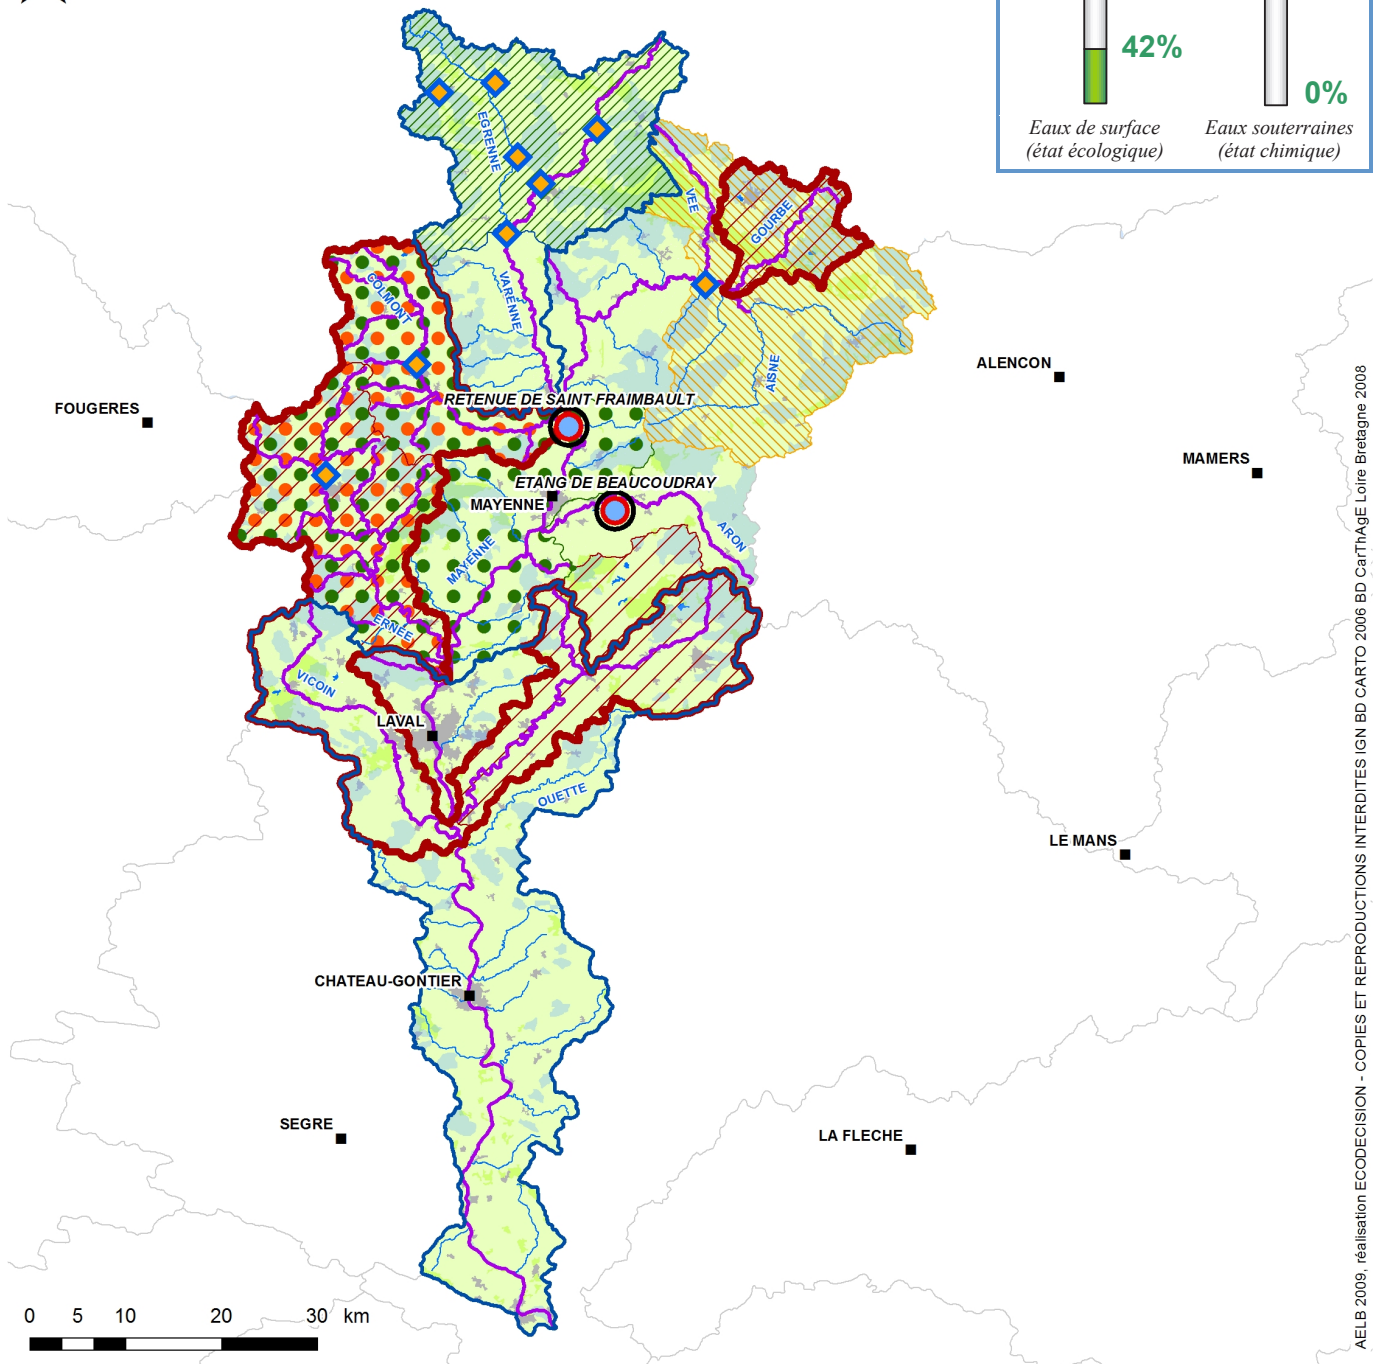 42%
0%
Eaux de surface
(état écologique)
Eaux souterraines
(état chimique)
EGRENNE
VEE
GOURBE
COLMONT
VARENNE
AISNE
ALENCON
FOUGERES
RETENUE DE SAINT FRAIMBAULT
MAMERS
ETANG DE BEAUCOUDRAY
MAYENNE
ARON
MAYENNE
ERNÉE
VICOIN
LAVAL
OUETTE
LE MANS
CHATEAU-GONTIER
SEGRE
LA FLECHE
0 5 10 20 30 km
AELB 2009, réalisation ECODECISION - COPIES ET REPRODUCTIONS INTERDITES IGN BD CARTO 2006 BD CarThAgE Loire Bretagne 2008